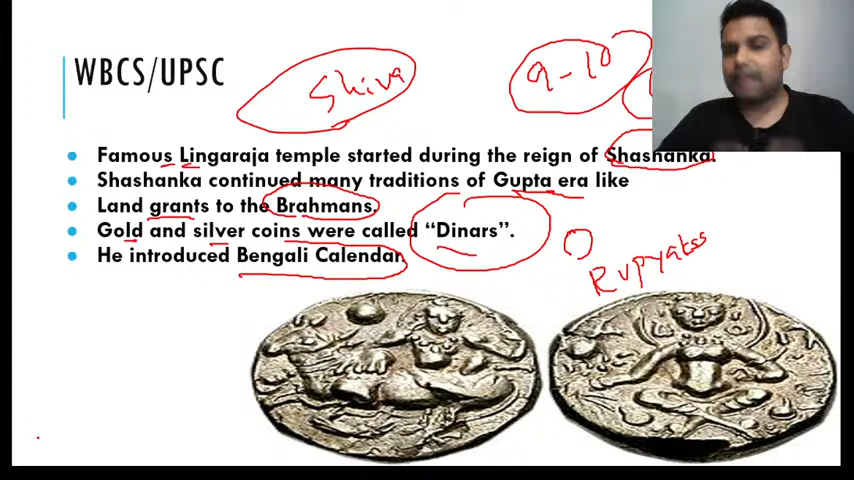 WBCS/UPSC
Shiva
9-10
Famous Lingaraja temple started during the reign of Shashanka.
Shashanka continued many traditions of Gupta era like
Land grants to the Brahmans.
Gold and silver coins were called “Dinars”.
He introduced Bengali Calendar.